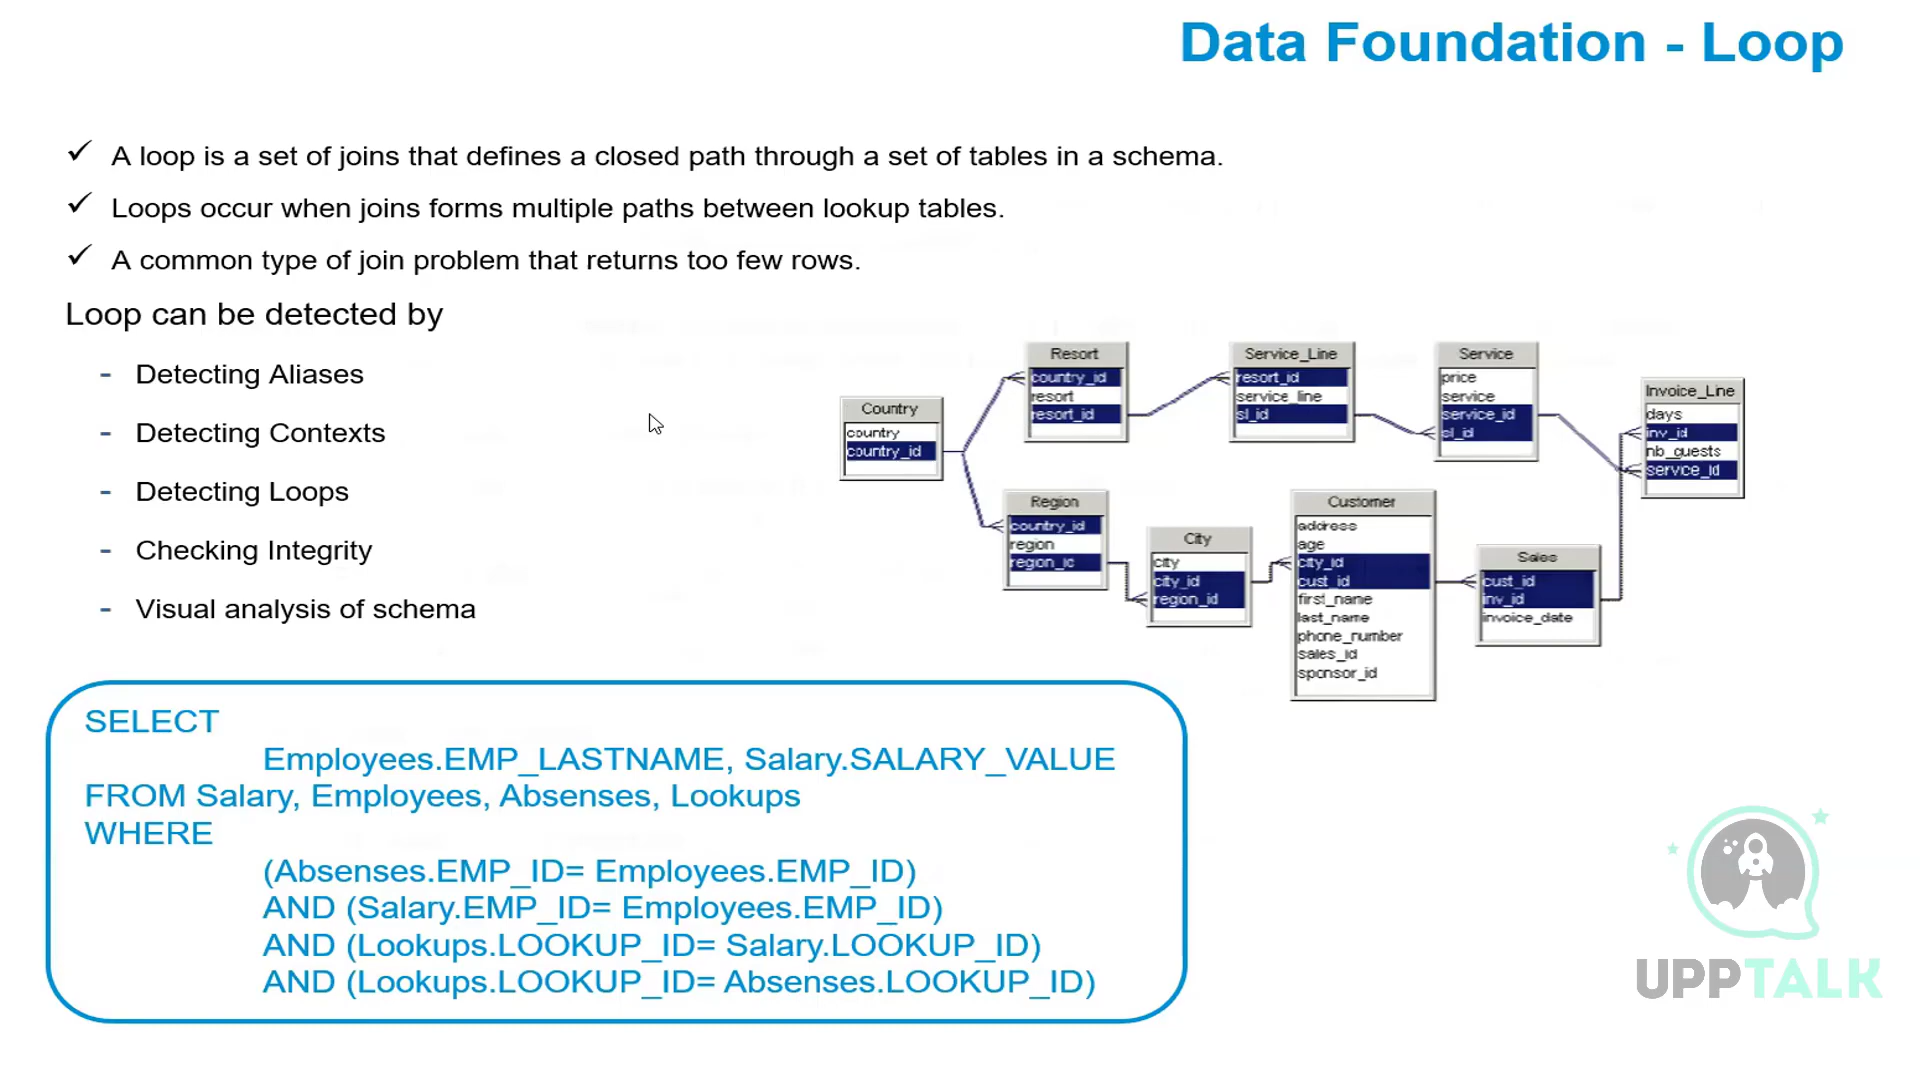 Data Foundation - Loop
✓ A loop is a set of joins that defines a closed path through a set of tables in a schema.
✓ Loops occur when joins forms multiple paths between lookup tables.
✓ A common type of join problem that returns too few rows.
Loop can be detected by
- Detecting Aliases
- Detecting Contexts
- Detecting Loops
- Checking Integrity
- Visual analysis of schema
Country
country
country_id
Resort
country_id
resort
resort_id
Service_Line
resort_id
service_line
sl_id
Service
price
service
service_id
sl_id
Invoice_Line
days
inv_id
nb_guests
service_id
Region
country_id
region
region_id
City
city
city_id
region_id
Customer
address
age
city_id
cust_id
first_name
last_name
phone_number
sales_id
sponsor_id
Sales
cust_id
inv_id
invoice_date
SELECT
Employees.EMP_LASTNAME, Salary.SALARY_VALUE
FROM Salary, Employees, Absenses, Lookups
WHERE
(Absenses.EMP_ID= Employees.EMP_ID)
AND (Salary.EMP_ID= Employees.EMP_ID)
AND (Lookups.LOOKUP_ID= Salary.LOOKUP_ID)
AND (Lookups.LOOKUP_ID= Absenses.LOOKUP_ID)
UPPTALK